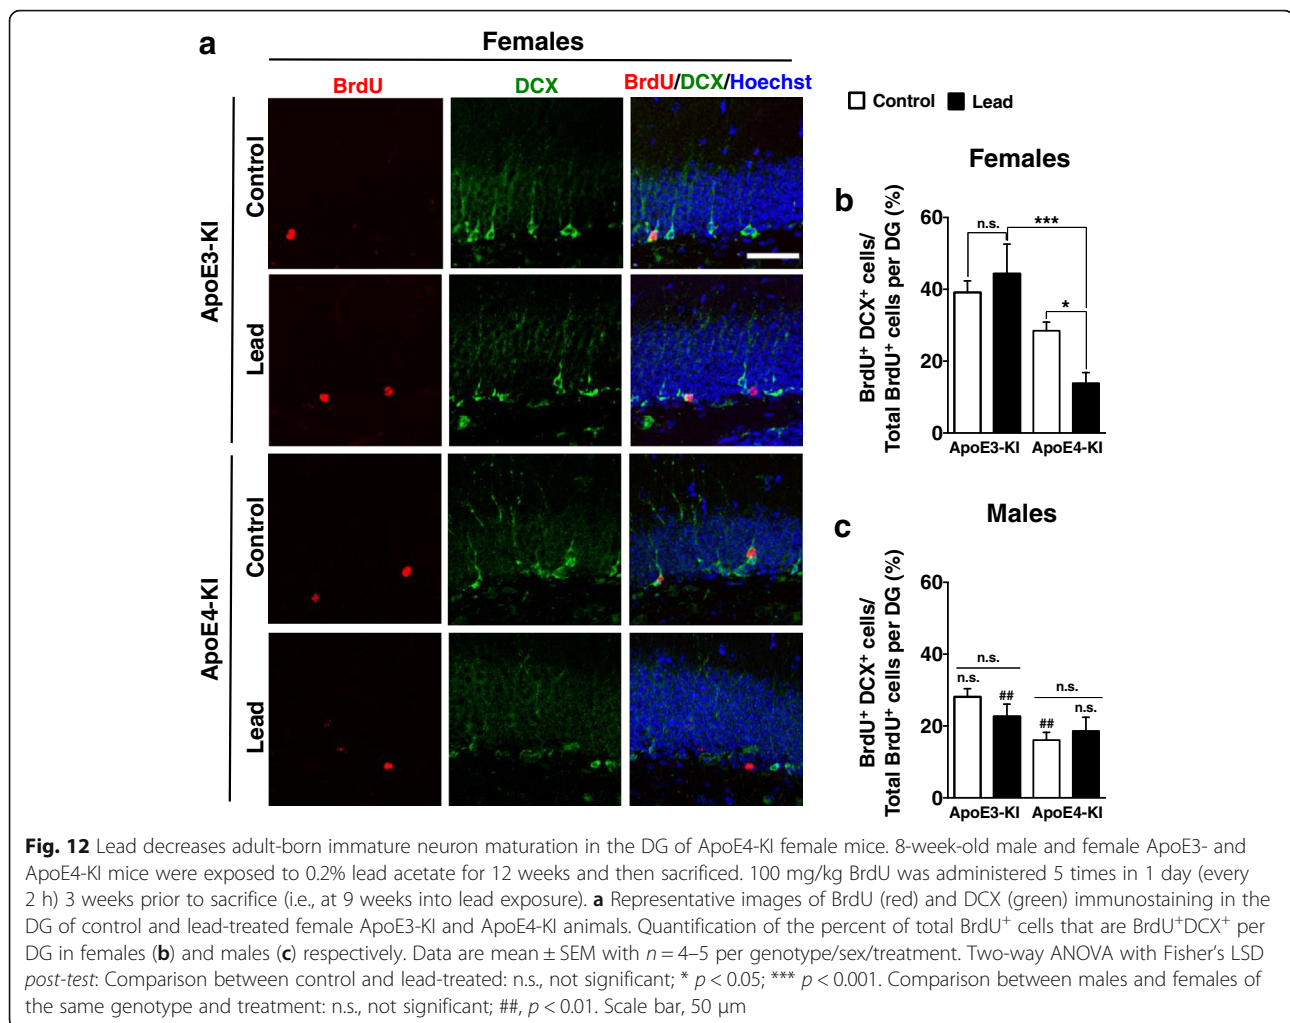 a
Females
BrdU
DCX
BrdU/DCX/Hoechst
ApoE3-KI
Control
Lead
ApoE4-KI
Control
Lead
Control
Lead
Females
b
BrdU⁺ DCX⁺ cells/
Total BrdU⁺ cells per DG (%)
60
40
20
0
n.s.
***
*
ApoE3-KI
ApoE4-KI
Males
c
BrdU⁺ DCX⁺ cells/
Total BrdU⁺ cells per DG (%)
60
40
20
0
n.s.
n.s.
##
n.s.
##
n.s.
ApoE3-KI
ApoE4-KI
Fig. 12 Lead decreases adult-born immature neuron maturation in the DG of ApoE4-KI female mice. 8-week-old male and female ApoE3- and
ApoE4-KI mice were exposed to 0.2% lead acetate for 12 weeks and then sacrificed. 100 mg/kg BrdU was administered 5 times in 1 day (every
2 h) 3 weeks prior to sacrifice (i.e., at 9 weeks into lead exposure). a Representative images of BrdU (red) and DCX (green) immunostaining in the
DG of control and lead-treated female ApoE3-KI and ApoE4-KI animals. Quantification of the percent of total BrdU⁺ cells that are BrdU⁺DCX⁺ per
DG in females (b) and males (c) respectively. Data are mean ± SEM with n = 4–5 per genotype/sex/treatment. Two-way ANOVA with Fisher's LSD
post-test: Comparison between control and lead-treated: n.s., not significant; * p < 0.05; *** p < 0.001. Comparison between males and females of
the same genotype and treatment: n.s., not significant; ##, p < 0.01. Scale bar, 50 μm